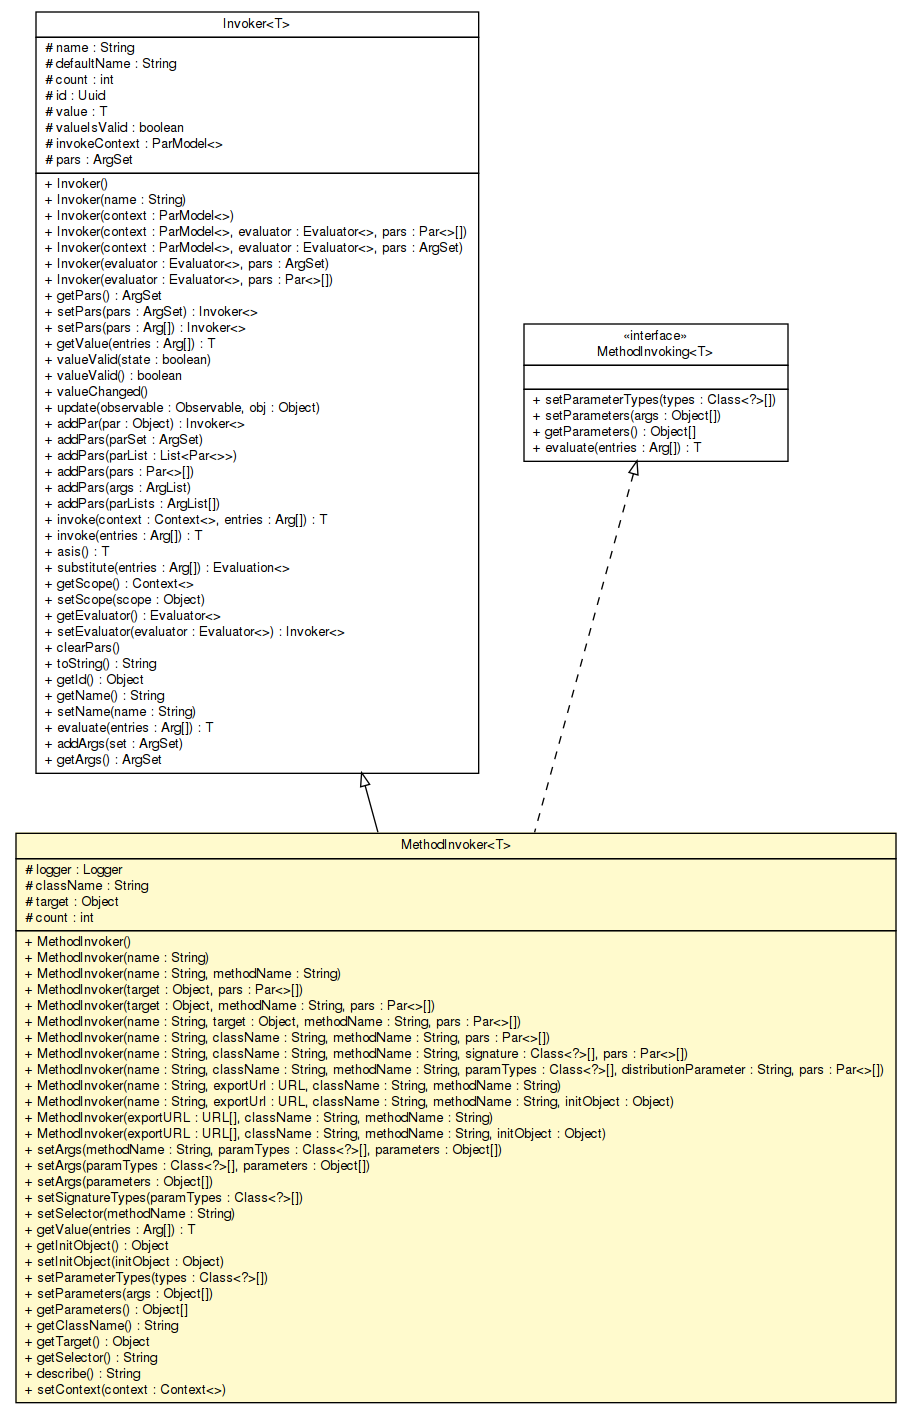 Invoker<T>
# name : String
# defaultName : String
# count : int
# id : Uuid
# value : T
# valueIsValid : boolean
# invokeContext : ParModel<>
# pars : ArgSet
+ Invoker()
+ Invoker(name : String)
+ Invoker(context : ParModel<>)
+ Invoker(context : ParModel<>, evaluator : Evaluator<>, pars : Par<>[])
+ Invoker(context : ParModel<>, evaluator : Evaluator<>, pars : ArgSet)
+ Invoker(evaluator : Evaluator<>, pars : ArgSet)
+ Invoker(evaluator : Evaluator<>, pars : Par<>[])
+ getPars() : ArgSet
+ setPars(pars : ArgSet) : Invoker<>
+ setPars(pars : Arg[]) : Invoker<>
+ getValue(entries : Arg[]) : T
+ valueValid(state : boolean)
+ valueValid() : boolean
+ valueChanged()
+ update(observable : Observable, obj : Object)
+ addPar(par : Object) : Invoker<>
+ addPars(parSet : ArgSet)
+ addPars(parList : List<Par<>>)
+ addPars(pars : Par<>[])
+ addPars(args : ArgList)
+ addPars(parLists : ArgList[])
+ invoke(context : Context<>, entries : Arg[]) : T
+ invoke(entries : Arg[]) : T
+ asis() : T
+ substitute(entries : Arg[]) : Evaluation<>
+ getScope() : Context<>
+ setScope(scope : Object)
+ getEvaluator() : Evaluator<>
+ setEvaluator(evaluator : Evaluator<>) : Invoker<>
+ clearPars()
+ toString() : String
+ getId() : Object
+ getName() : String
+ setName(name : String)
+ evaluate(entries : Arg[]) : T
+ addArgs(set : ArgSet)
+ getArgs() : ArgSet
«interface»
MethodInvoking<T>
+ setParameterTypes(types : Class<?>[])
+ setParameters(args : Object[])
+ getParameters() : Object[]
+ evaluate(entries : Arg[]) : T
MethodInvoker<T>
# logger : Logger
# className : String
# target : Object
# count : int
+ MethodInvoker()
+ MethodInvoker(name : String)
+ MethodInvoker(name : String, methodName : String)
+ MethodInvoker(target : Object, pars : Par<>[])
+ MethodInvoker(target : Object, methodName : String, pars : Par<>[])
+ MethodInvoker(name : String, target : Object, methodName : String, pars : Par<>[])
+ MethodInvoker(name : String, className : String, methodName : String, pars : Par<>[])
+ MethodInvoker(name : String, className : String, methodName : String, signature : Class<?>[], pars : Par<>[])
+ MethodInvoker(name : String, className : String, methodName : String, paramTypes : Class<?>[], distributionParameter : String, pars : Par<>[])
+ MethodInvoker(name : String, exportUrl : URL, className : String, methodName : String)
+ MethodInvoker(name : String, exportUrl : URL, className : String, methodName : String, initObject : Object)
+ MethodInvoker(exportURL : URL[], className : String, methodName : String)
+ MethodInvoker(exportURL : URL[], className : String, methodName : String, initObject : Object)
+ setArgs(methodName : String, paramTypes : Class<?>[], parameters : Object[])
+ setArgs(paramTypes : Class<?>[], parameters : Object[])
+ setArgs(parameters : Object[])
+ setSignatureTypes(paramTypes : Class<?>[])
+ setSelector(methodName : String)
+ getValue(entries : Arg[]) : T
+ getInitObject() : Object
+ setInitObject(initObject : Object)
+ setParameterTypes(types : Class<?>[])
+ setParameters(args : Object[])
+ getParameters() : Object[]
+ getClassName() : String
+ getTarget() : Object
+ getSelector() : String
+ describe() : String
+ setContext(context : Context<>)